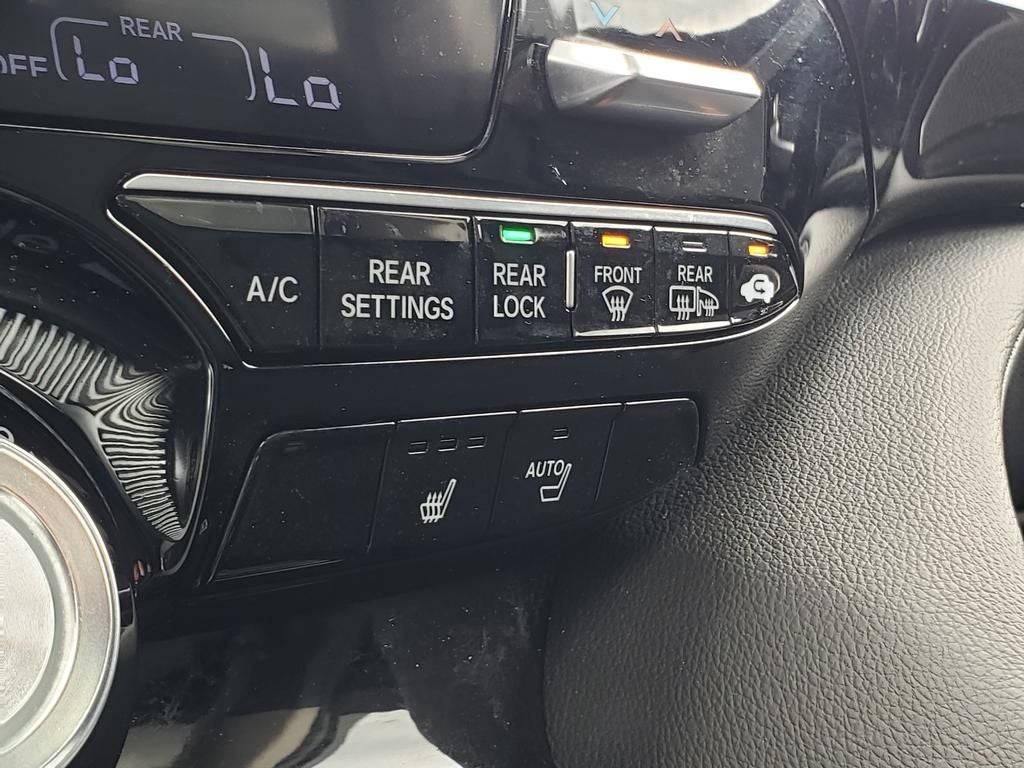 REAR
OFF Lo Lo
A/C
REAR
SETTINGS
REAR
LOCK
FRONT
REAR
AUTO